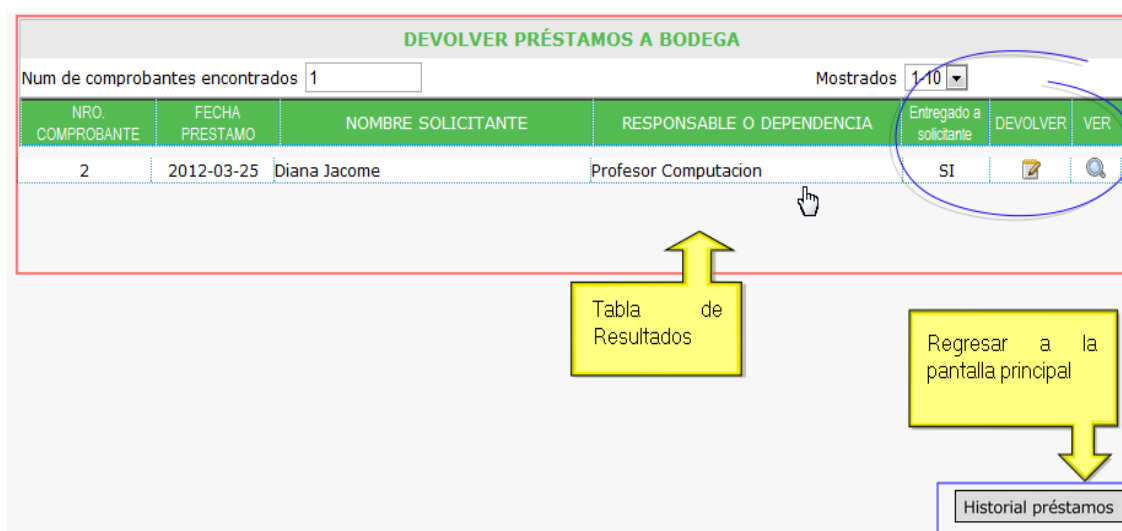 DEVOLVER PRÉSTAMOS A BODEGA
Num de comprobantes encontrados 1 Mostrados 1-10
NRO. COMPROBANTE FECHA PRESTAMO NOMBRE SOLICITANTE RESPONSABLE O DEPENDENCIA Entregado a solicitante DEVOLVER VER
2 2012-03-25 Diana Jacome Profesor Computacion SI
Tabla de
Resultados
Regresar a la
pantalla principal
Historial préstamos